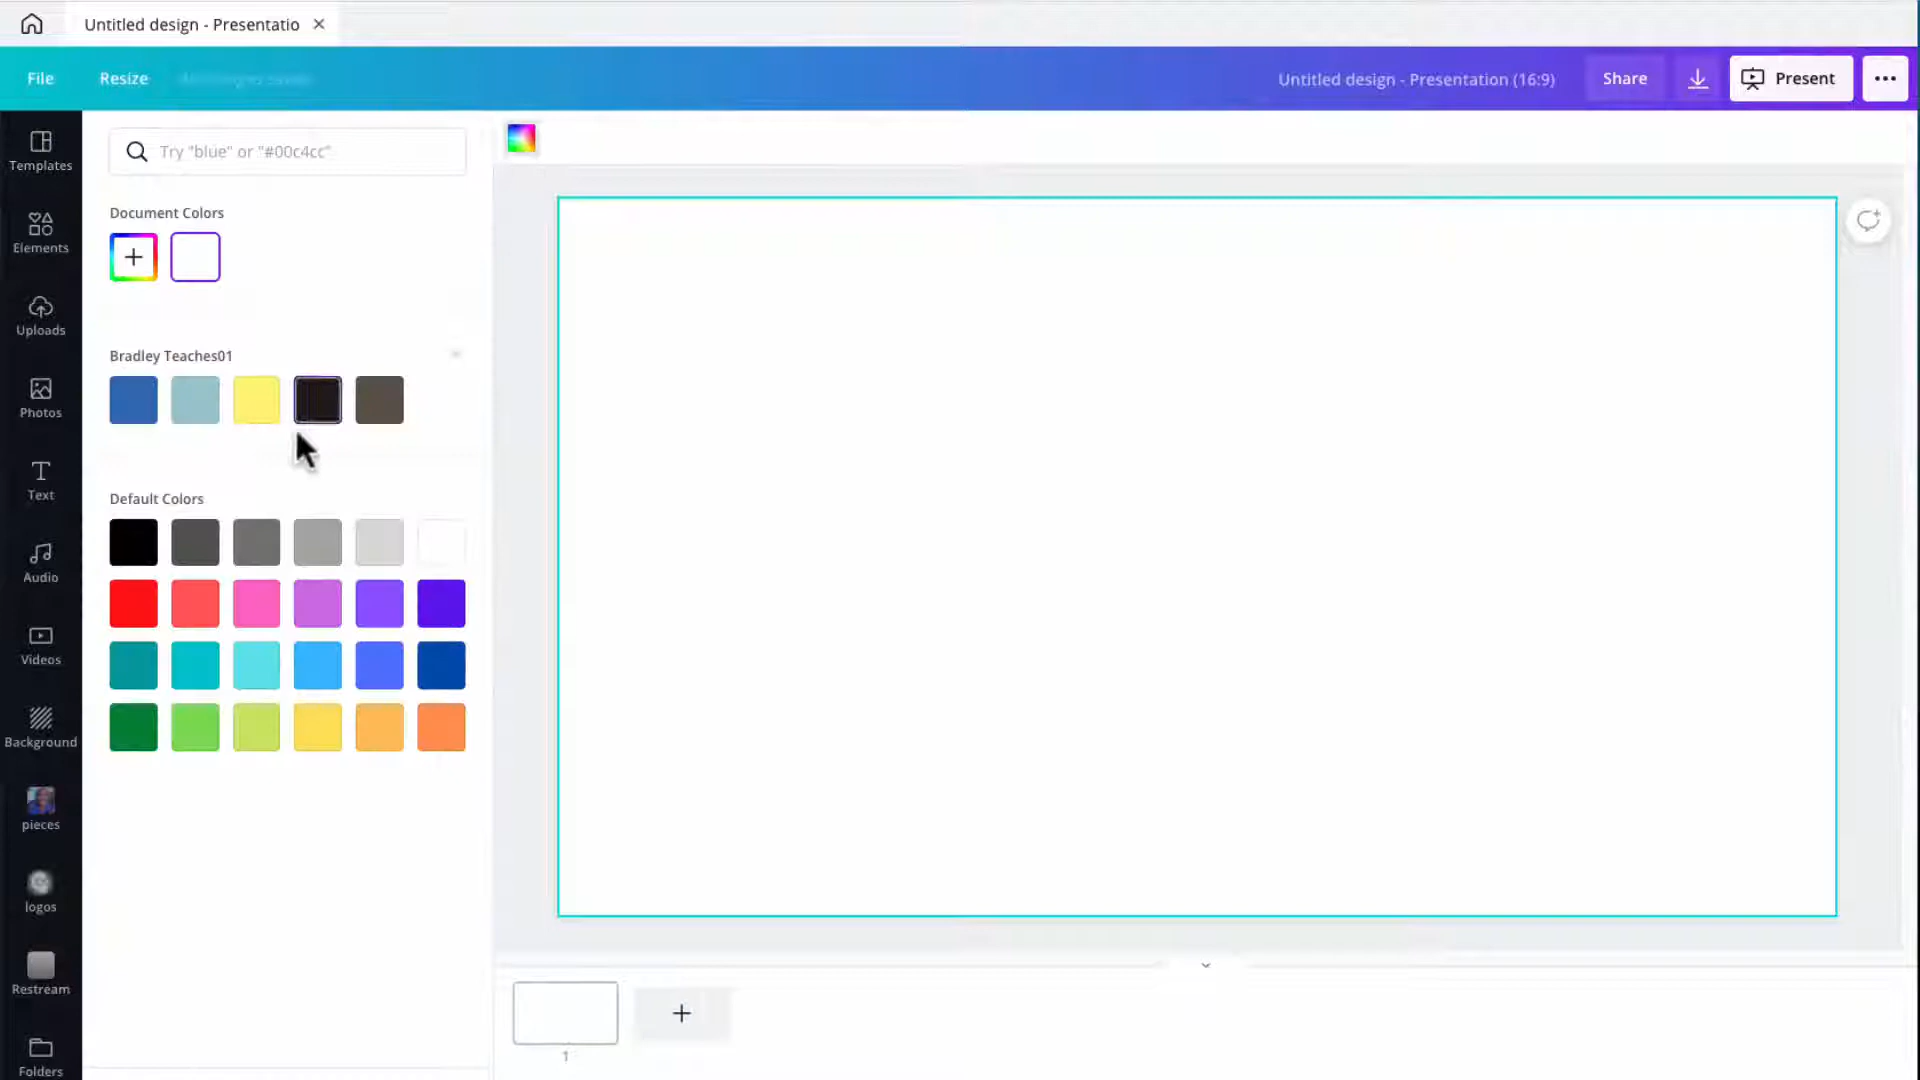 Untitled design - Presentatio
File
Resize
Untitled design - Presentation (16:9)
Share
Present
Templates
Elements
Uploads
Photos
Text
Audio
Videos
Background
pieces
logos
Restream
Folders
Try "blue" or "#00c4cc"
Document Colors
Bradley Teaches01
Default Colors
1